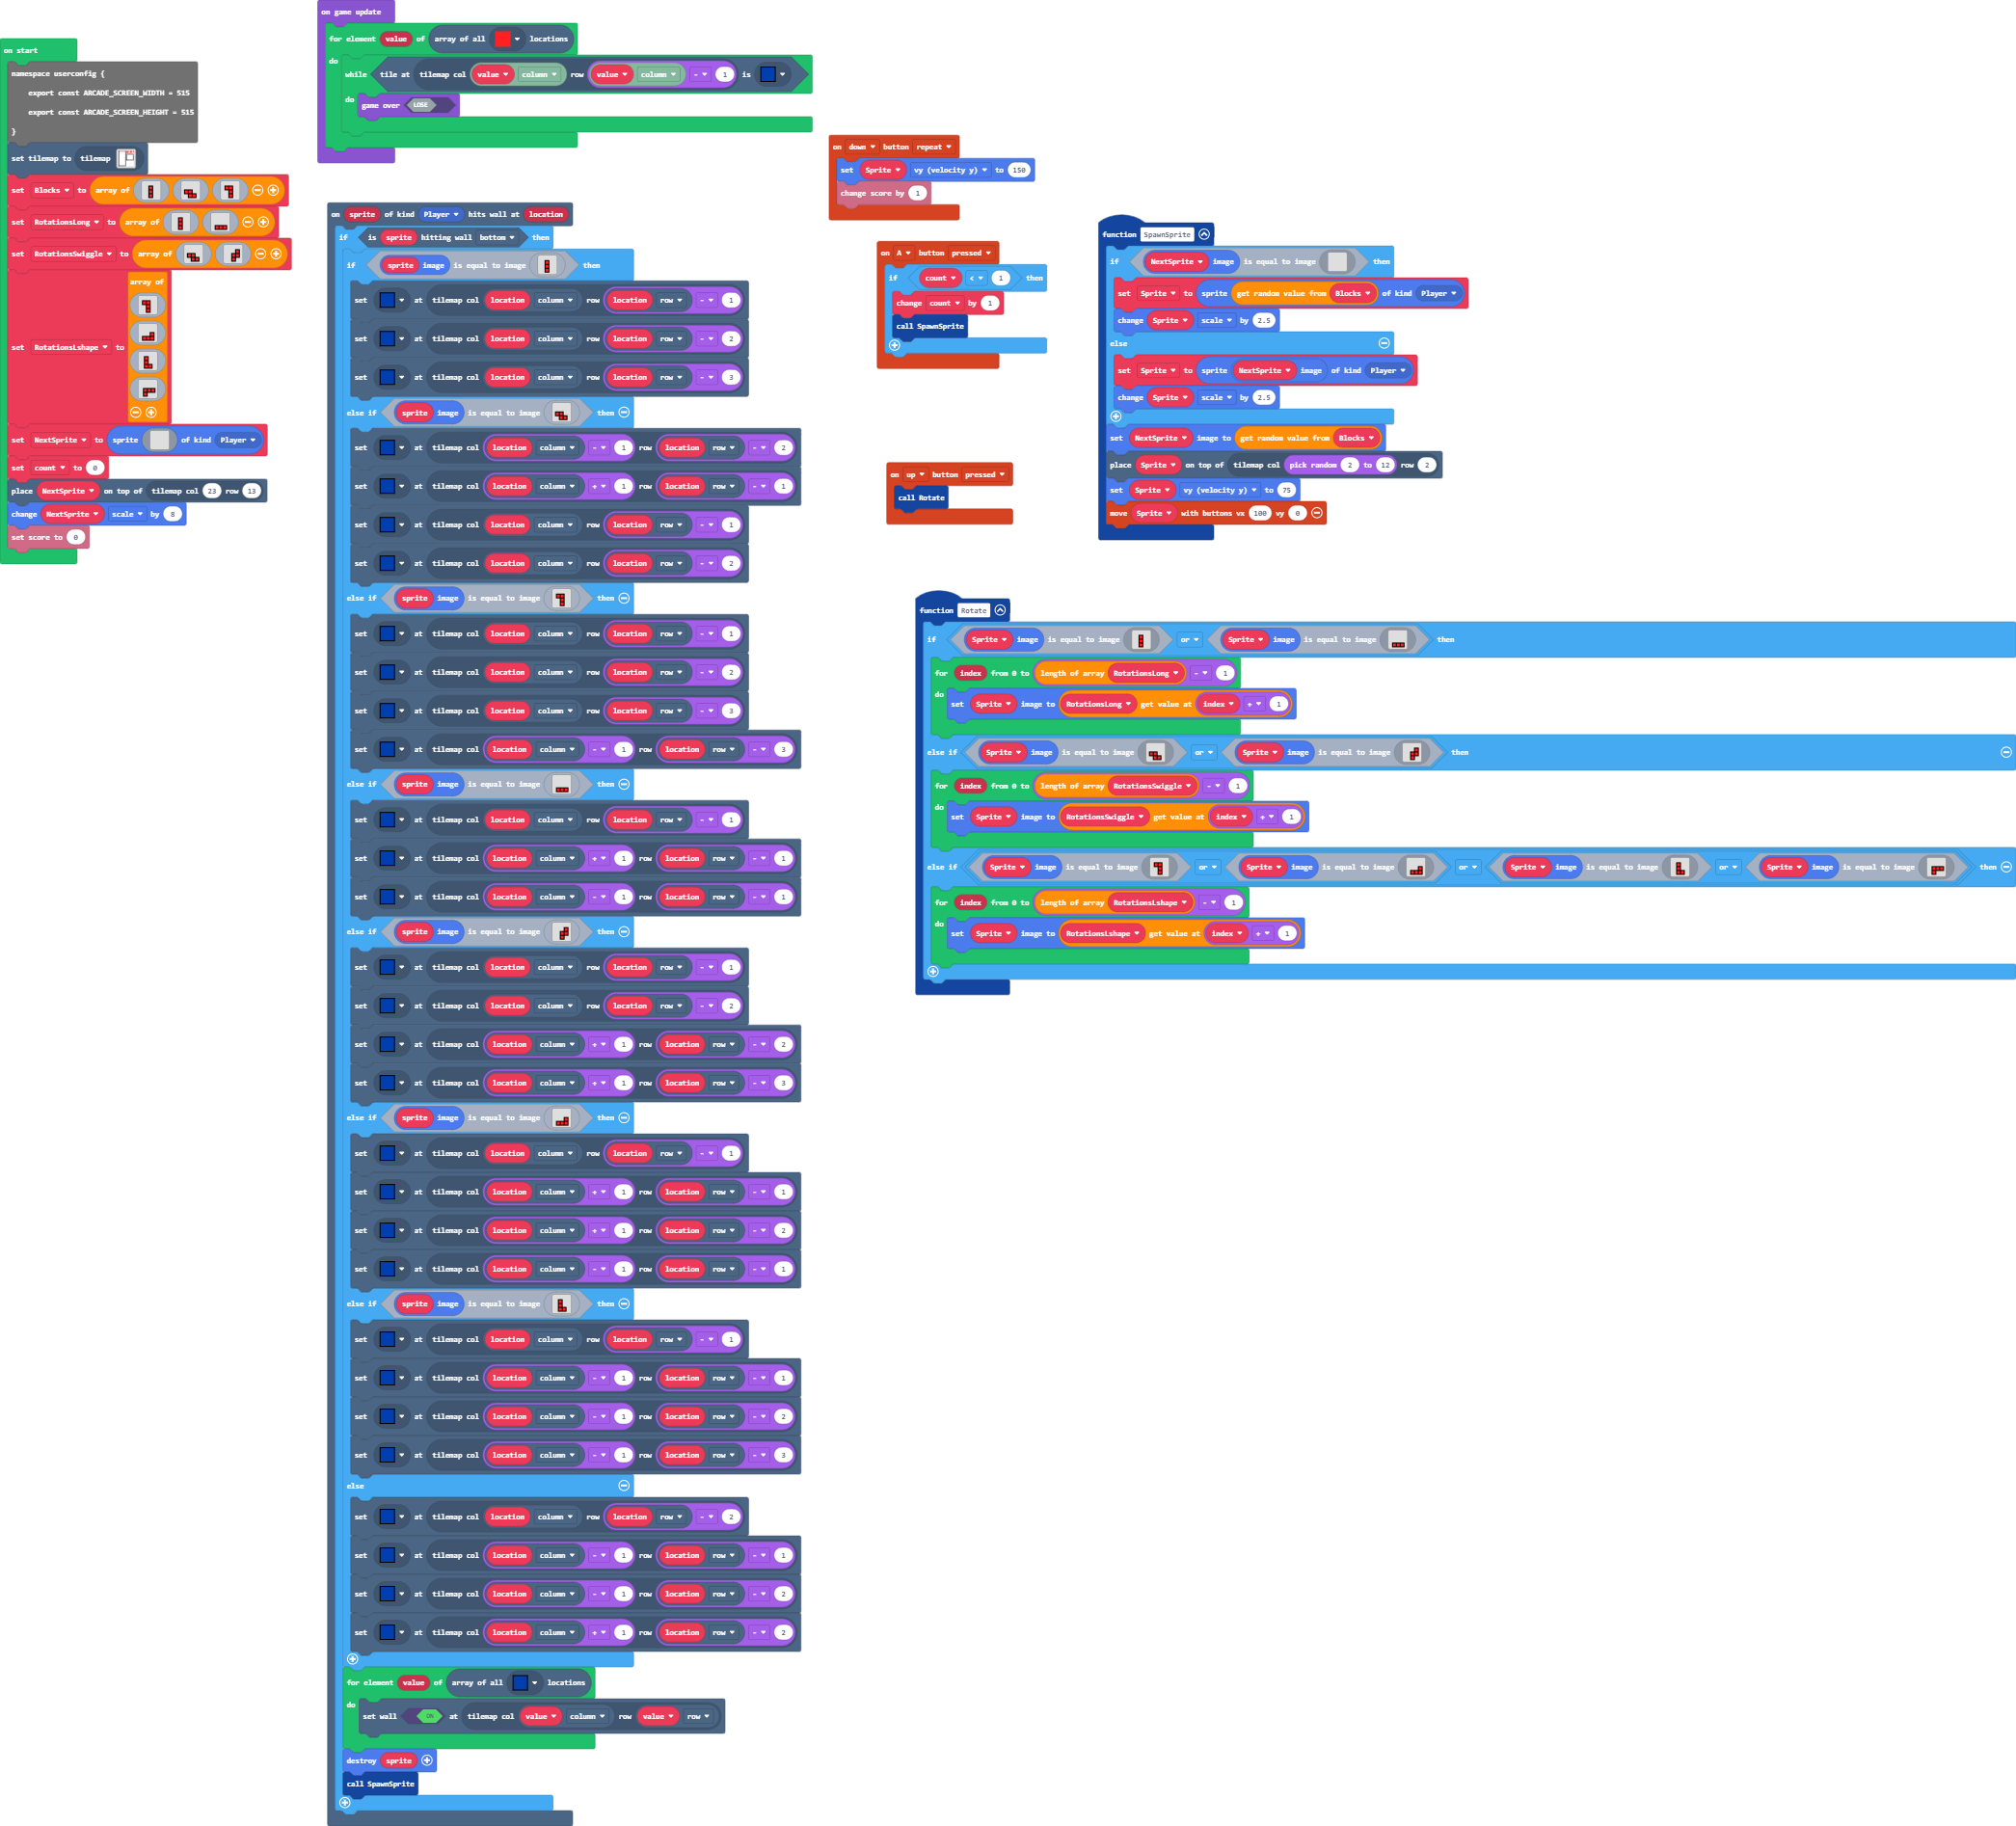 on start
namespace userconfig {
export const ARCADE_SCREEN_WIDTH = 515
export const ARCADE_SCREEN_HEIGHT = 515
}
set tilemap to tilemap
set Blocks to array of
set RotationsLong to array of
set RotationsSwiggle to array of
array of
set RotationsLshape to
set NextSprite to sprite of kind Player
set count to 0
place NextSprite on top of tilemap col 23 row 13
change NextSprite scale by 8
set score to 0
on game update
for element value of array of all locations
do
while tile at tilemap col value column row value column - 1 is
do game over LOSE
on sprite of kind Player hits wall at location
if is sprite hitting wall bottom then
if sprite image is equal to image then
set at tilemap col location column row location row - 1
set at tilemap col location column row location row - 2
set at tilemap col location column row location row - 3
else if sprite image is equal to image then
set at tilemap col location column - 1 row location row - 2
set at tilemap col location column + 1 row location row - 1
set at tilemap col location column row location row - 1
set at tilemap col location column row location row - 2
else if sprite image is equal to image then
set at tilemap col location column row location row - 1
set at tilemap col location column row location row - 2
set at tilemap col location column row location row - 3
set at tilemap col location column - 1 row location row - 3
else if sprite image is equal to image then
set at tilemap col location column row location row - 1
set at tilemap col location column + 1 row location row - 1
set at tilemap col location column - 1 row location row - 1
else if sprite image is equal to image then
set at tilemap col location column row location row - 1
set at tilemap col location column row location row - 2
set at tilemap col location column + 1 row location row - 2
set at tilemap col location column + 1 row location row - 3
else if sprite image is equal to image then
set at tilemap col location column row location row - 1
set at tilemap col location column + 1 row location row - 1
set at tilemap col location column + 1 row location row - 2
set at tilemap col location column - 1 row location row - 1
else if sprite image is equal to image then
set at tilemap col location column row location row - 1
set at tilemap col location column - 1 row location row - 1
set at tilemap col location column - 1 row location row - 2
set at tilemap col location column - 1 row location row - 3
else
set at tilemap col location column row location row - 2
set at tilemap col location column - 1 row location row - 1
set at tilemap col location column - 1 row location row - 2
set at tilemap col location column + 1 row location row - 2
for element value of array of all locations
do
set wall ON at tilemap col value column row value row
destroy sprite
call SpawnSprite
on down button repeat
set Sprite vy (velocity y) to 150
change score by 1
on A button pressed
if count < 1 then
change count by 1
call SpawnSprite
on up button pressed
call Rotate
function SpawnSprite
if NextSprite image is equal to image then
set Sprite to sprite get random value from Blocks of kind Player
change Sprite scale by 2.5
else
set Sprite to sprite NextSprite image of kind Player
change Sprite scale by 2.5
set NextSprite image to get random value from Blocks
place Sprite on top of tilemap col pick random 2 to 12 row 2
set Sprite vy (velocity y) to 75
move Sprite with buttons vx 100 vy 0
function Rotate
if Sprite image is equal to image or Sprite image is equal to image then
for index from 0 to length of array RotationsLong - 1
do
set Sprite image to RotationsLong get value at index + 1
else if Sprite image is equal to image or Sprite image is equal to image then
for index from 0 to length of array RotationsSwiggle - 1
do
set Sprite image to RotationsSwiggle get value at index + 1
else if Sprite image is equal to image or Sprite image is equal to image or Sprite image is equal to image or Sprite image is equal to image then
for index from 0 to length of array RotationsLshape - 1
do
set Sprite image to RotationsLshape get value at index + 1